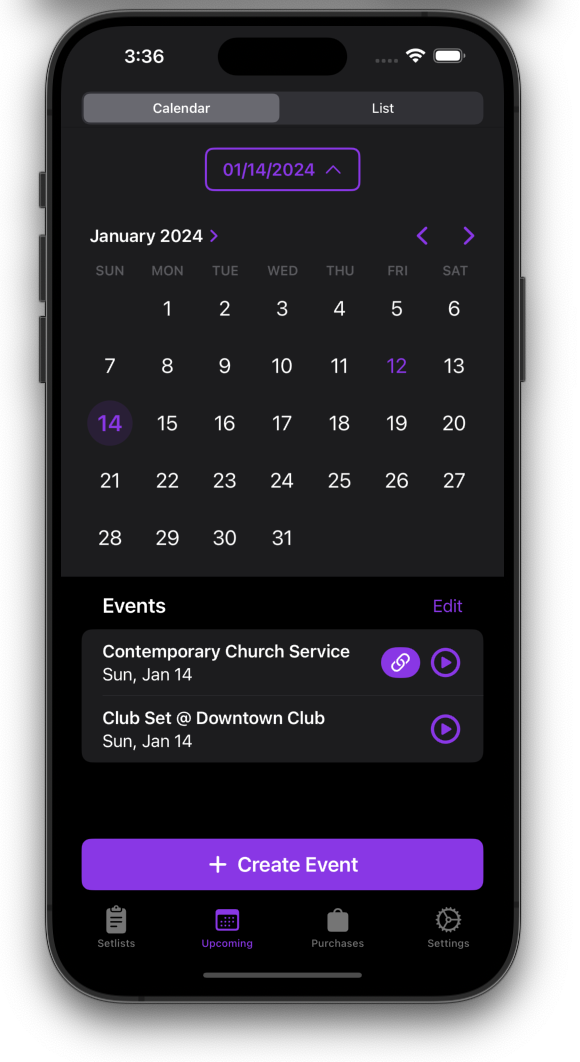 3:36
Calendar List
01/14/2024
January 2024
SUN MON TUE WED THU FRI SAT
1 2 3 4 5 6
7 8 9 10 11 12 13
14 15 16 17 18 19 20
21 22 23 24 25 26 27
28 29 30 31
Events Edit
Contemporary Church Service
Sun, Jan 14
Club Set @ Downtown Club
Sun, Jan 14
+ Create Event
Setlists Upcoming Purchases Settings